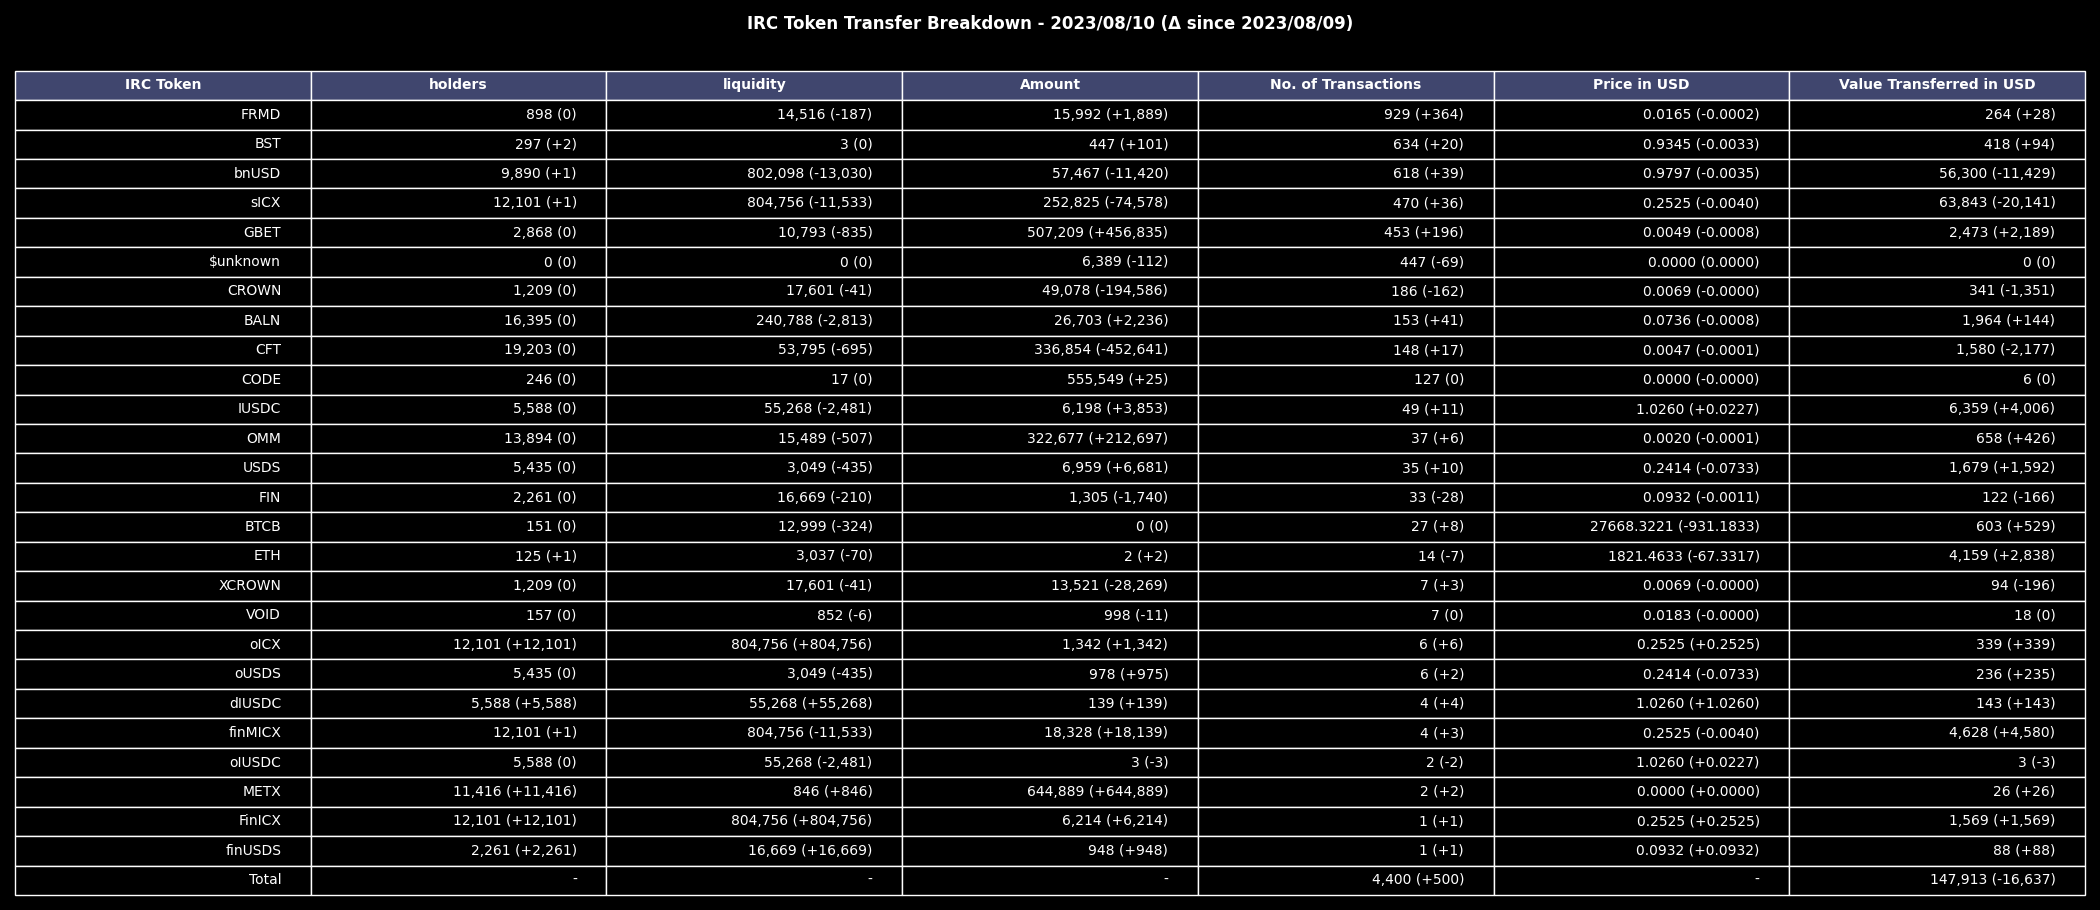 IRC Token Transfer Breakdown - 2023/08/10 (Δ since 2023/08/09)
IRC Token holders liquidity Amount No. of Transactions Price in USD Value Transferred in USD
FRMD 898 (0) 14,516 (-187) 15,992 (+1,889) 929 (+364) 0.0165 (-0.0002) 264 (+28)
BST 297 (+2) 3 (0) 447 (+101) 634 (+20) 0.9345 (-0.0033) 418 (+94)
bnUSD 9,890 (+1) 802,098 (-13,030) 57,467 (-11,420) 618 (+39) 0.9797 (-0.0035) 56,300 (-11,429)
sICX 12,101 (+1) 804,756 (-11,533) 252,825 (-74,578) 470 (+36) 0.2525 (-0.0040) 63,843 (-20,141)
GBET 2,868 (0) 10,793 (-835) 507,209 (+456,835) 453 (+196) 0.0049 (-0.0008) 2,473 (+2,189)
$unknown 0 (0) 0 (0) 6,389 (-112) 447 (-69) 0.0000 (0.0000) 0 (0)
CROWN 1,209 (0) 17,601 (-41) 49,078 (-194,586) 186 (-162) 0.0069 (-0.0000) 341 (-1,351)
BALN 16,395 (0) 240,788 (-2,813) 26,703 (+2,236) 153 (+41) 0.0736 (-0.0008) 1,964 (+144)
CFT 19,203 (0) 53,795 (-695) 336,854 (-452,641) 148 (+17) 0.0047 (-0.0001) 1,580 (-2,177)
CODE 246 (0) 17 (0) 555,549 (+25) 127 (0) 0.0000 (-0.0000) 6 (0)
IUSDC 5,588 (0) 55,268 (-2,481) 6,198 (+3,853) 49 (+11) 1.0260 (+0.0227) 6,359 (+4,006)
OMM 13,894 (0) 15,489 (-507) 322,677 (+212,697) 37 (+6) 0.0020 (-0.0001) 658 (+426)
USDS 5,435 (0) 3,049 (-435) 6,959 (+6,681) 35 (+10) 0.2414 (-0.0733) 1,679 (+1,592)
FIN 2,261 (0) 16,669 (-210) 1,305 (-1,740) 33 (-28) 0.0932 (-0.0011) 122 (-166)
BTCB 151 (0) 12,999 (-324) 0 (0) 27 (+8) 27668.3221 (-931.1833) 603 (+529)
ETH 125 (+1) 3,037 (-70) 2 (+2) 14 (-7) 1821.4633 (-67.3317) 4,159 (+2,838)
XCROWN 1,209 (0) 17,601 (-41) 13,521 (-28,269) 7 (+3) 0.0069 (-0.0000) 94 (-196)
VOID 157 (0) 852 (-6) 998 (-11) 7 (0) 0.0183 (-0.0000) 18 (0)
oICX 12,101 (+12,101) 804,756 (+804,756) 1,342 (+1,342) 6 (+6) 0.2525 (+0.2525) 339 (+339)
oUSDS 5,435 (0) 3,049 (-435) 978 (+975) 6 (+2) 0.2414 (-0.0733) 236 (+235)
dIUSDC 5,588 (+5,588) 55,268 (+55,268) 139 (+139) 4 (+4) 1.0260 (+1.0260) 143 (+143)
finMICX 12,101 (+1) 804,756 (-11,533) 18,328 (+18,139) 4 (+3) 0.2525 (-0.0040) 4,628 (+4,580)
oIUSDC 5,588 (0) 55,268 (-2,481) 3 (-3) 2 (-2) 1.0260 (+0.0227) 3 (-3)
METX 11,416 (+11,416) 846 (+846) 644,889 (+644,889) 2 (+2) 0.0000 (+0.0000) 26 (+26)
FinICX 12,101 (+12,101) 804,756 (+804,756) 6,214 (+6,214) 1 (+1) 0.2525 (+0.2525) 1,569 (+1,569)
finUSDS 2,261 (+2,261) 16,669 (+16,669) 948 (+948) 1 (+1) 0.0932 (+0.0932) 88 (+88)
Total - - - 4,400 (+500) - 147,913 (-16,637)